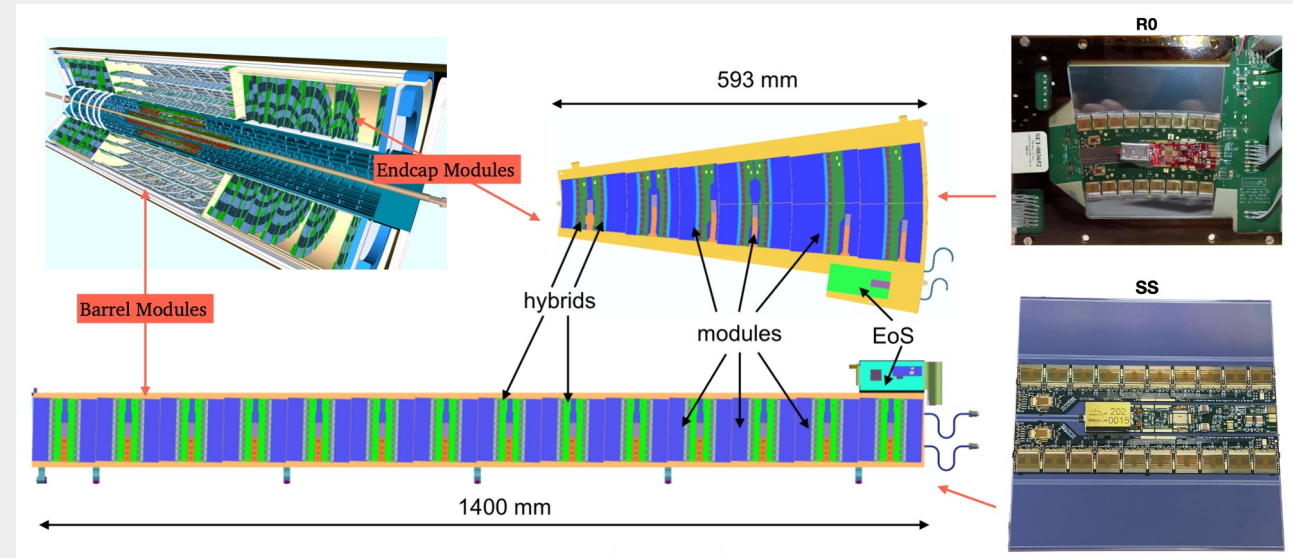 R0
593 mm
Endcap Modules
Barrel Modules
hybrids
modules
EoS
SS
202
0015
1400 mm